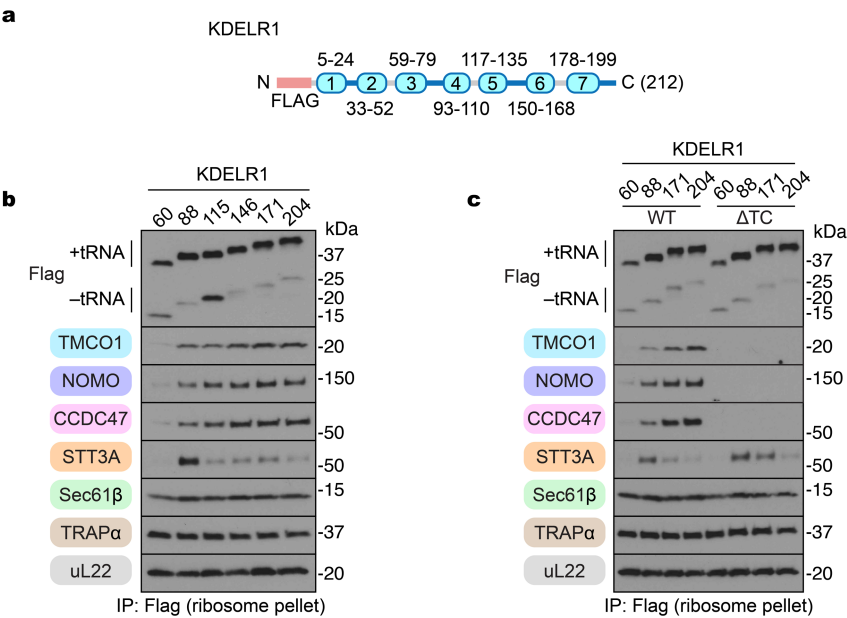 a
KDELR1
5-24 59-79 117-135 178-199
N 1 2 3 4 5 6 7 C (212)
FLAG
33-52 93-110 150-168
b
KDELR1
60 88 115 146 171 204
kDa
+tRNA
Flag
–tRNA
-37
-25
-20
-15
TMCO1 -20
NOMO -150
CCDC47 -50
STT3A -50
Sec61β -15
TRAPα -37
uL22 -20
IP: Flag (ribosome pellet)
c
KDELR1
60 88 171 204 60 88 171 204
WT ΔTC
kDa
+tRNA
Flag
–tRNA
-37
-25
-20
-15
TMCO1 -20
NOMO -150
CCDC47 -50
STT3A -50
Sec61β -15
TRAPα -37
uL22 -20
IP: Flag (ribosome pellet)